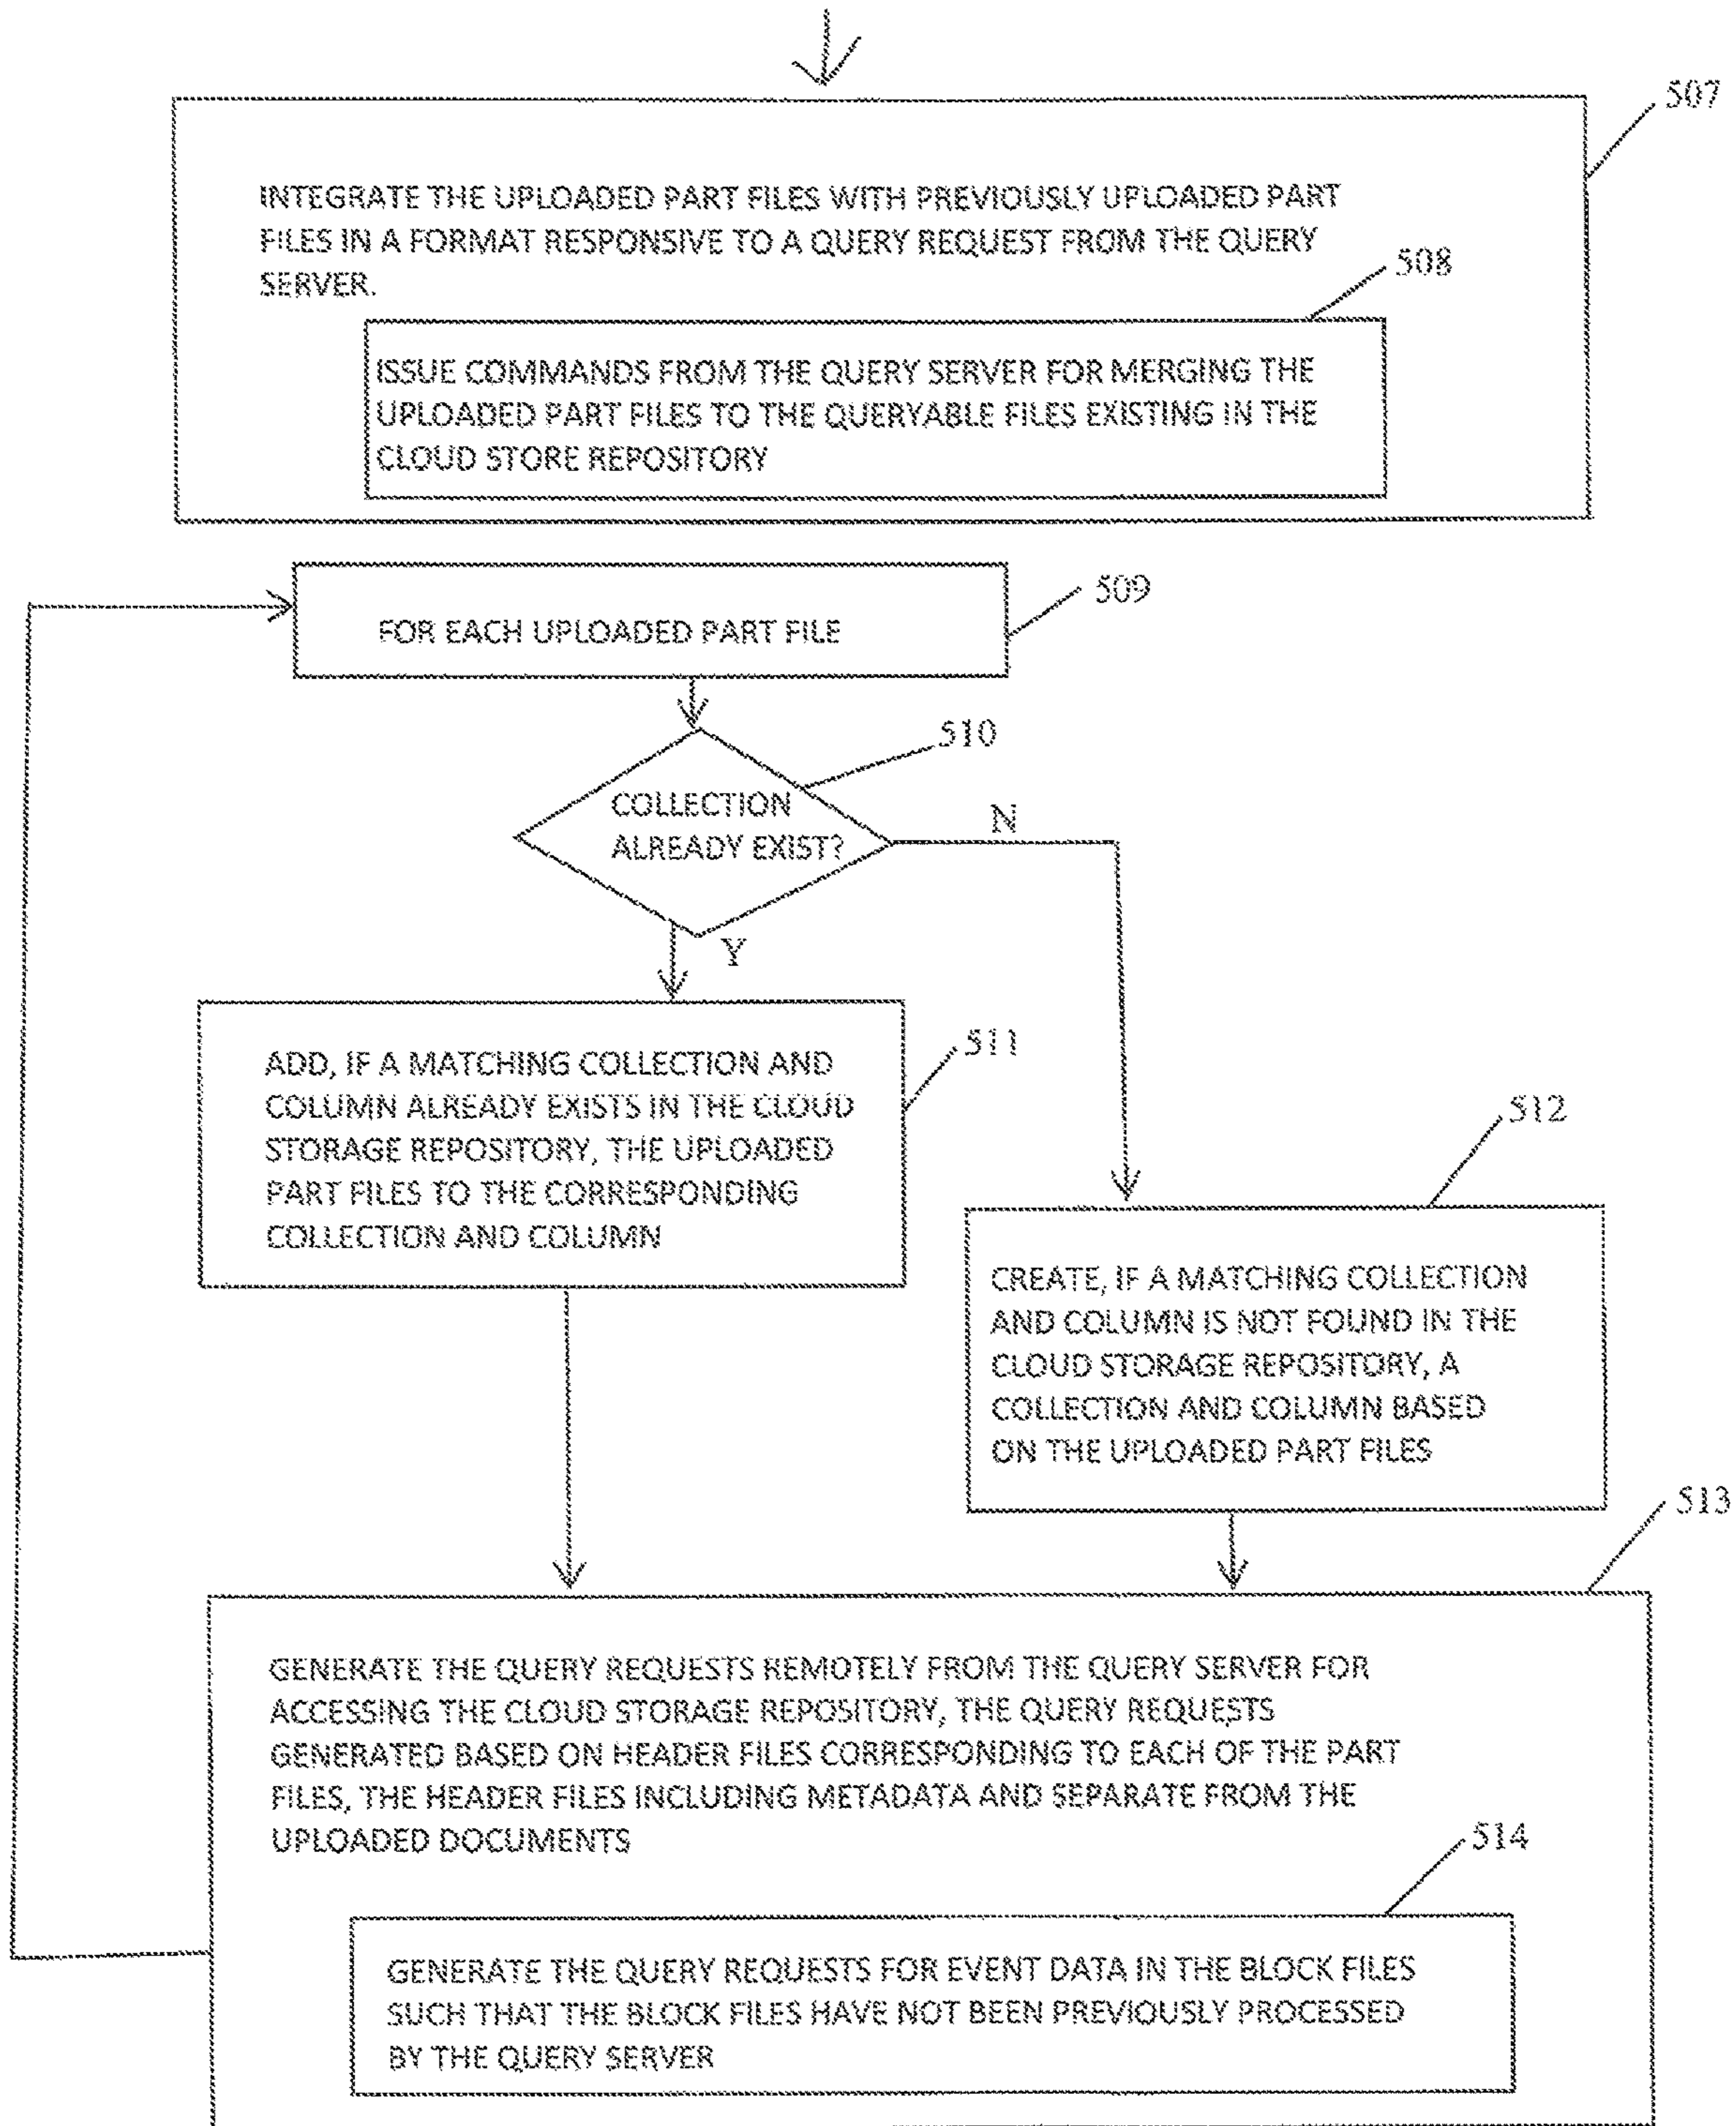 507
INTEGRATE THE UPLOADED PART FILES WITH PREVIOUSLY UPLOADED PART
FILES IN A FORMAT RESPONSIVE TO A QUERY REQUEST FROM THE QUERY
SERVER.
508
ISSUE COMMANDS FROM THE QUERY SERVER FOR MERGING THE
UPLOADED PART FILES TO THE QUERYABLE FILES EXISTING IN THE
CLOUD STORE REPOSITORY
509
FOR EACH UPLOADED PART FILE
510
COLLECTION
ALREADY EXIST?
N
Y
511
ADD, IF A MATCHING COLLECTION AND
COLUMN ALREADY EXISTS IN THE CLOUD
STORAGE REPOSITORY, THE UPLOADED
PART FILES TO THE CORRESPONDING
COLLECTION AND COLUMN
512
CREATE, IF A MATCHING COLLECTION
AND COLUMN IS NOT FOUND IN THE
CLOUD STORAGE REPOSITORY, A
COLLECTION AND COLUMN BASED
ON THE UPLOADED PART FILES
513
GENERATE THE QUERY REQUESTS REMOTELY FROM THE QUERY SERVER FOR
ACCESSING THE CLOUD STORAGE REPOSITORY, THE QUERY REQUESTS
GENERATED BASED ON HEADER FILES CORRESPONDING TO EACH OF THE PART
FILES, THE HEADER FILES INCLUDING METADATA AND SEPARATE FROM THE
UPLOADED DOCUMENTS
514
GENERATE THE QUERY REQUESTS FOR EVENT DATA IN THE BLOCK FILES
SUCH THAT THE BLOCK FILES HAVE NOT BEEN PREVIOUSLY PROCESSED
BY THE QUERY SERVER